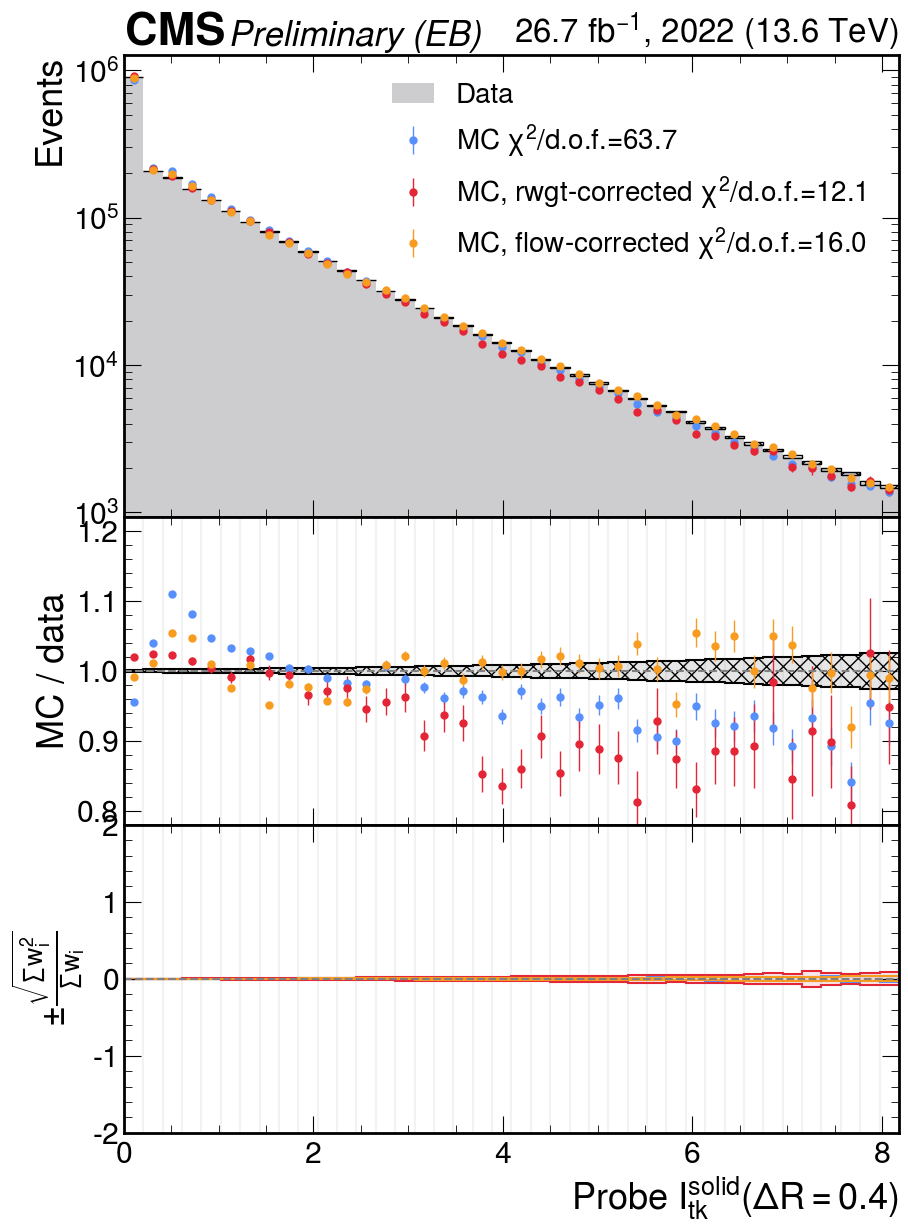 CMS Preliminary (EB) 26.7 fb⁻¹, 2022 (13.6 TeV)
Events
10⁶
10⁵
10⁴
10³
Data
MC χ²/d.o.f.=63.7
MC, rwgt-corrected χ²/d.o.f.=12.1
MC, flow-corrected χ²/d.o.f.=16.0
MC / data
1.2
1.1
1.0
0.9
0.8
±√Σwᵢ²/Σwᵢ
2
1
0
-1
-2
0 2 4 6 8
Probe I_tk^solid(ΔR = 0.4)